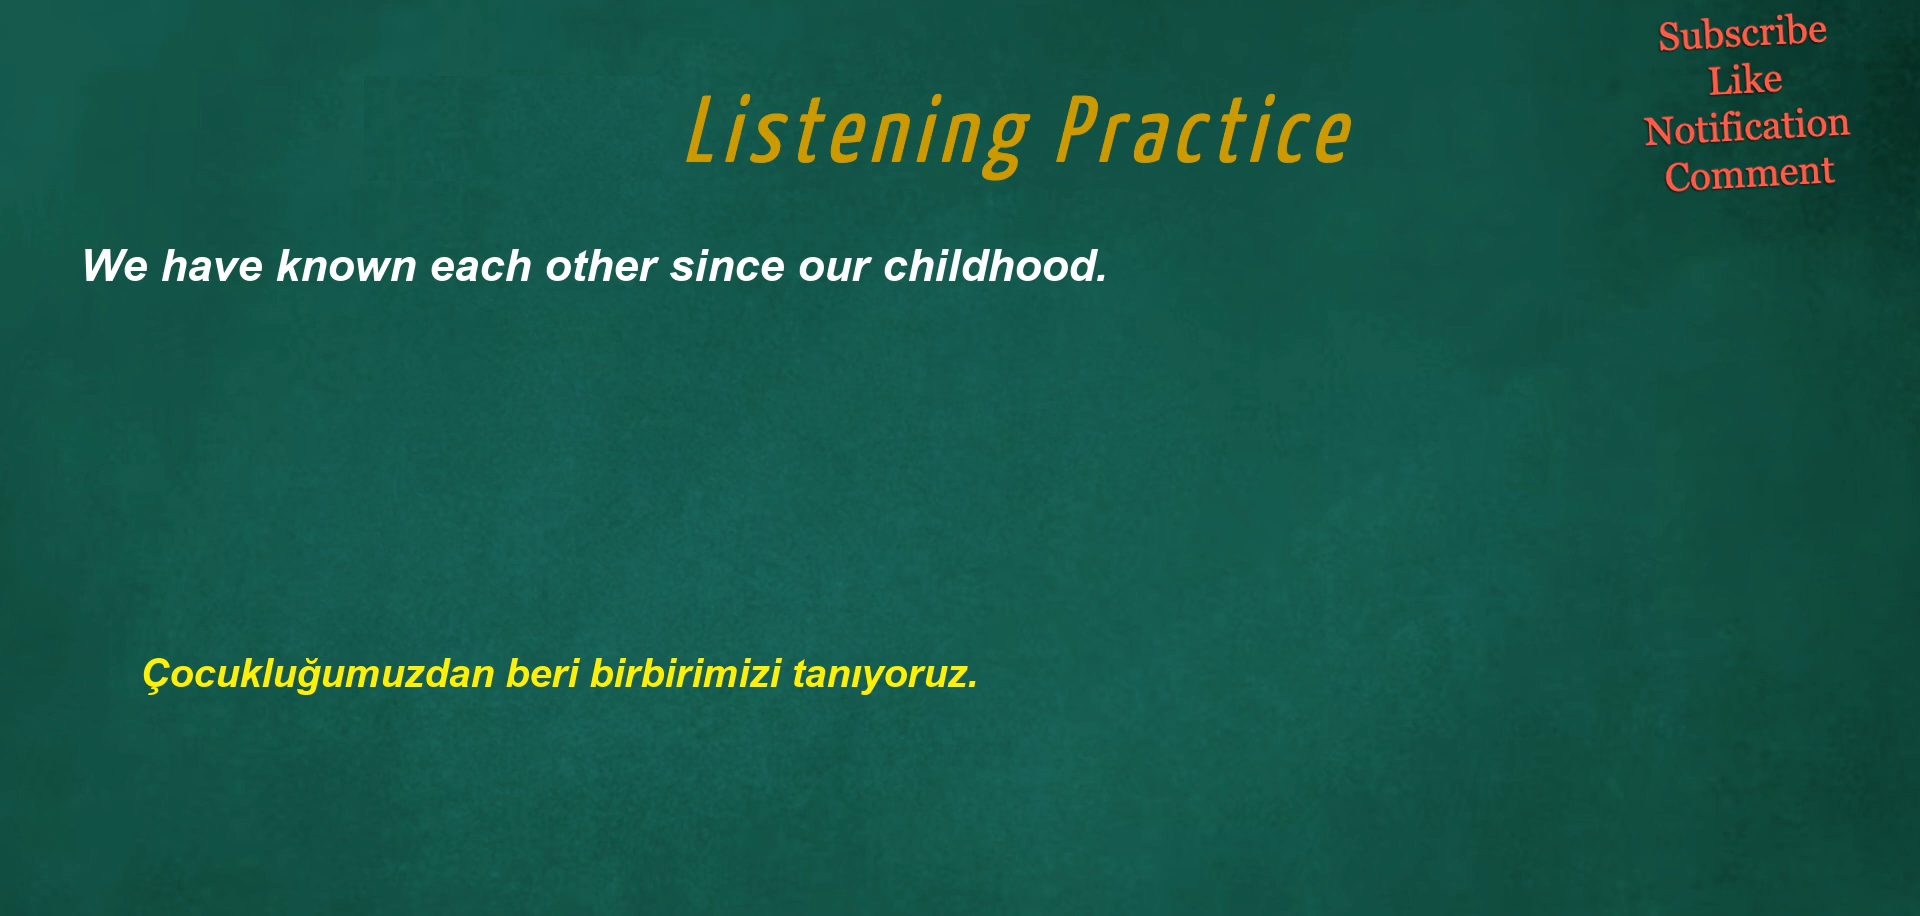 Subscribe
Like
Notification
Comment
Listening Practice
We have known each other since our childhood.
Çocukluğumuzdan beri birbirimizi tanıyoruz.